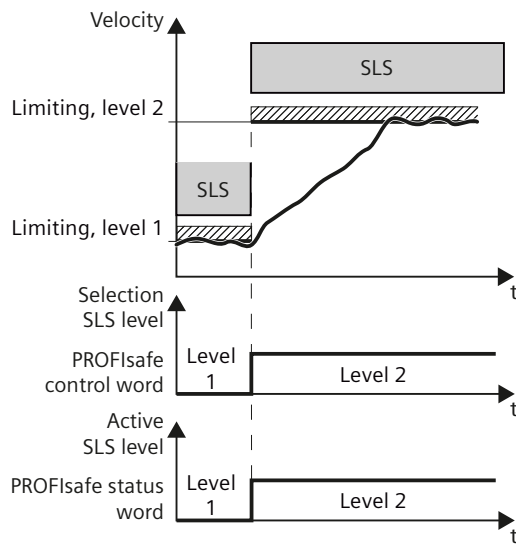 Velocity
SLS
Limiting, level 2
SLS
Limiting, level 1
t
Selection
SLS level
PROFIsafe
control word
Level
1
Level 2
t
Active
SLS level
PROFIsafe status
word
Level
1
Level 2
t